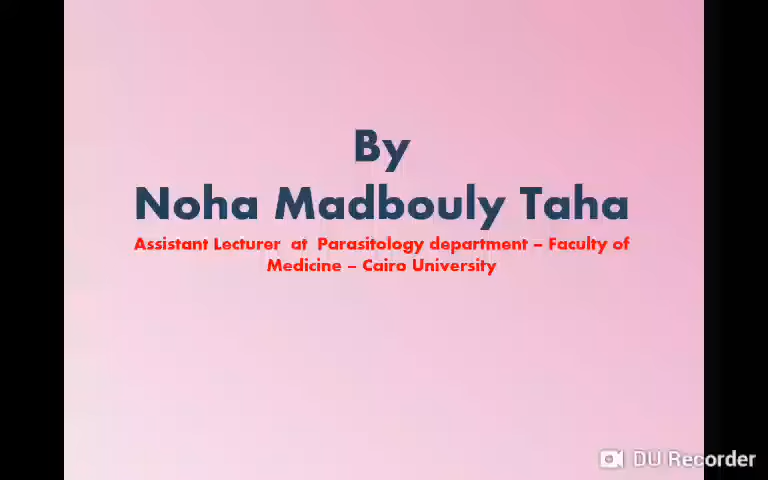 By
Noha Madbouly Taha
Assistant Lecturer at Parasitology department – Faculty of
Medicine – Cairo University
DU Recorder